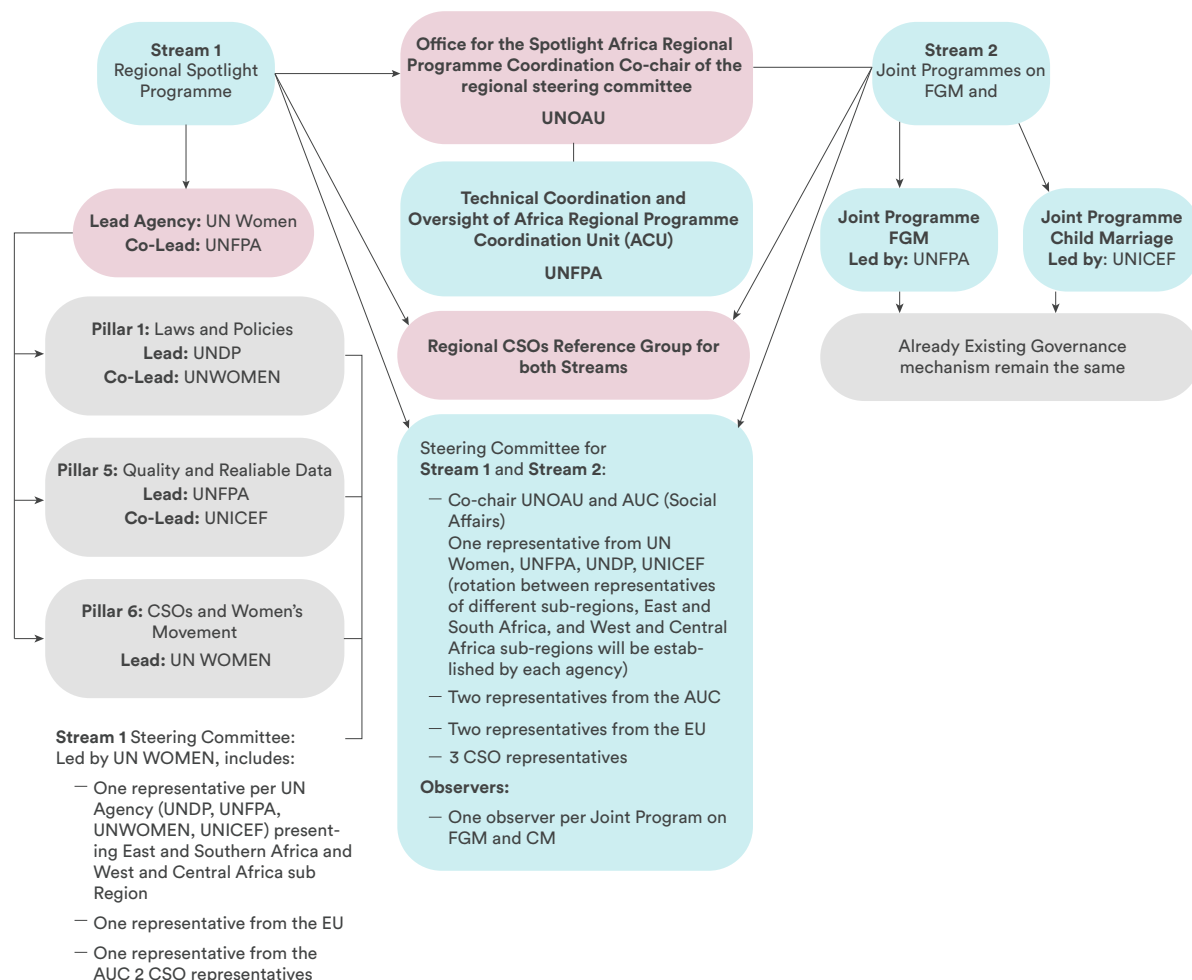 Stream 1
Regional Spotlight
Programme
Office for the Spotlight Africa Regional
Programme Coordination Co-chair of the
regional steering committee
UNOAU
Stream 2
Joint Programmes on
FGM and
Technical Coordination and
Oversight of Africa Regional Programme
Coordination Unit (ACU)
UNFPA
Lead Agency: UN Women
Co-Lead: UNFPA
Joint Programme
FGM
Led by: UNFPA
Joint Programme
Child Marriage
Led by: UNICEF
Pillar 1: Laws and Policies
Lead: UNDP
Co-Lead: UNWOMEN
Regional CSOs Reference Group for
both Streams
Already Existing Governance
mechanism remain the same
Pillar 5: Quality and Realiable Data
Lead: UNFPA
Co-Lead: UNICEF
Pillar 6: CSOs and Women's
Movement
Lead: UN WOMEN
Stream 1 Steering Committee:
Led by UN WOMEN, includes:
— One representative per UN
Agency (UNDP, UNFPA,
UNWOMEN, UNICEF) present-
ing East and Southern Africa and
West and Central Africa sub
Region
— One representative from the EU
— One representative from the
AUC 2 CSO representatives
Steering Committee for
Stream 1 and Stream 2:
— Co-chair UNOAU and AUC (Social
Affairs)
One representative from UN
Women, UNFPA, UNDP, UNICEF
(rotation between representatives
of different sub-regions, East and
South Africa, and West and Central
Africa sub-regions will be estab-
lished by each agency)
— Two representatives from the AUC
— Two representatives from the EU
— 3 CSO representatives
Observers:
— One observer per Joint Program on
FGM and CM